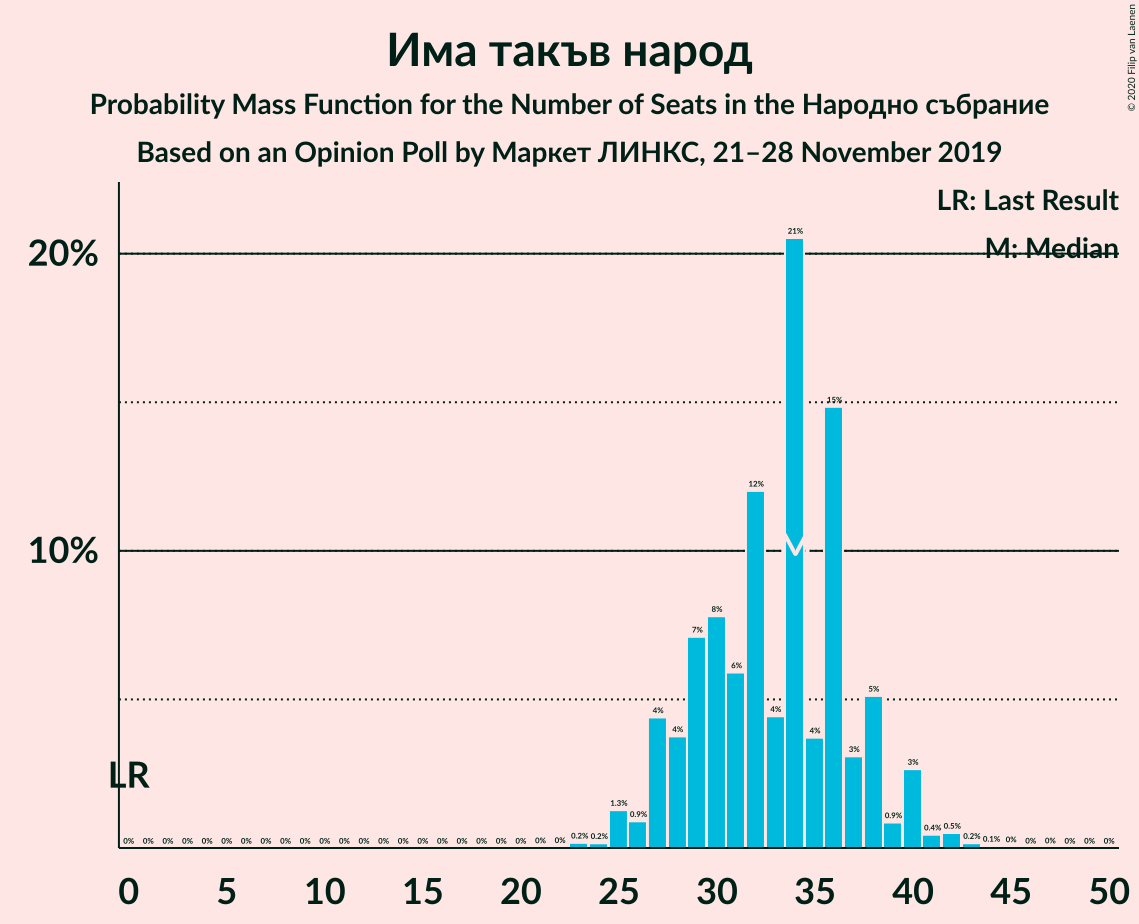 Има такъв народ
Probability Mass Function for the Number of Seats in the Народно събрание
Based on an Opinion Poll by Маркет ЛИНКС, 21–28 November 2019
© 2020 Filip van Laenen
LR: Last Result
M: Median
20%
10%
21%
15%
12%
8%
7%
6%
5%
4%
4%
4%
4%
3%
3%
1.3%
0.9%
0.9%
0.4%
0.5%
LR
M
0% 0% 0% 0% 0% 0% 0% 0% 0% 0% 0% 0% 0% 0% 0% 0% 0% 0% 0% 0% 0% 0% 0% 0.2% 0.2% 0.2% 0.1% 0% 0% 0% 0% 0% 0%
0 5 10 15 20 25 30 35 40 45 50